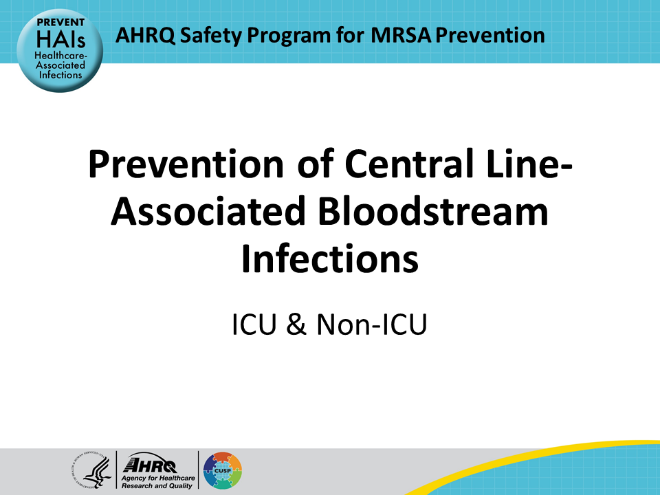 PREVENT
HAIs
Healthcare-
Associated
Infections
AHRQ Safety Program for MRSA Prevention
Prevention of Central Line-
Associated Bloodstream
Infections
ICU & Non-ICU
AHRQ
Agency for Healthcare
Research and Quality
CUSP